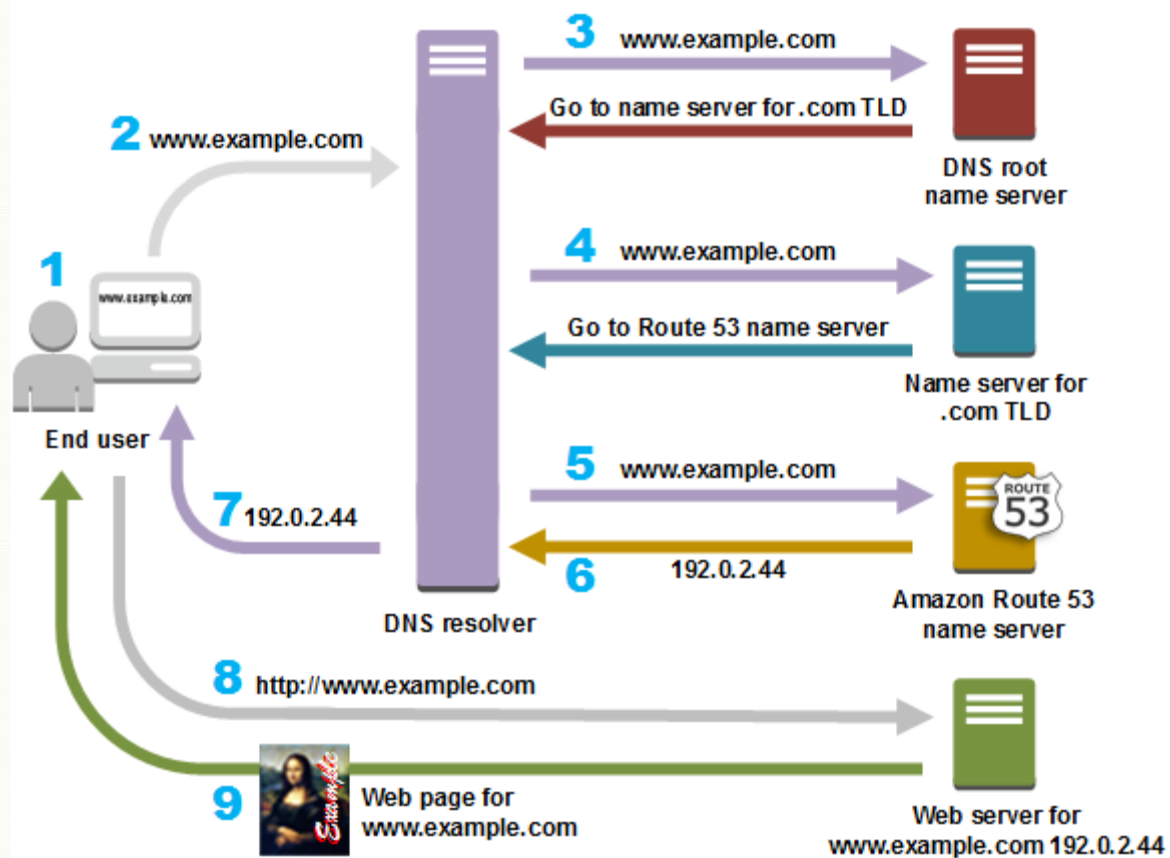 3 www.example.com
Go to name server for .com TLD
DNS root
name server
2 www.example.com
1
www.example.com
End user
4 www.example.com
Go to Route 53 name server
Name server for
.com TLD
5 www.example.com
ROUTE
53
6 192.0.2.44
Amazon Route 53
name server
7 192.0.2.44
DNS resolver
8 http://www.example.com
9
Example
Web page for
www.example.com
Web server for
www.example.com 192.0.2.44